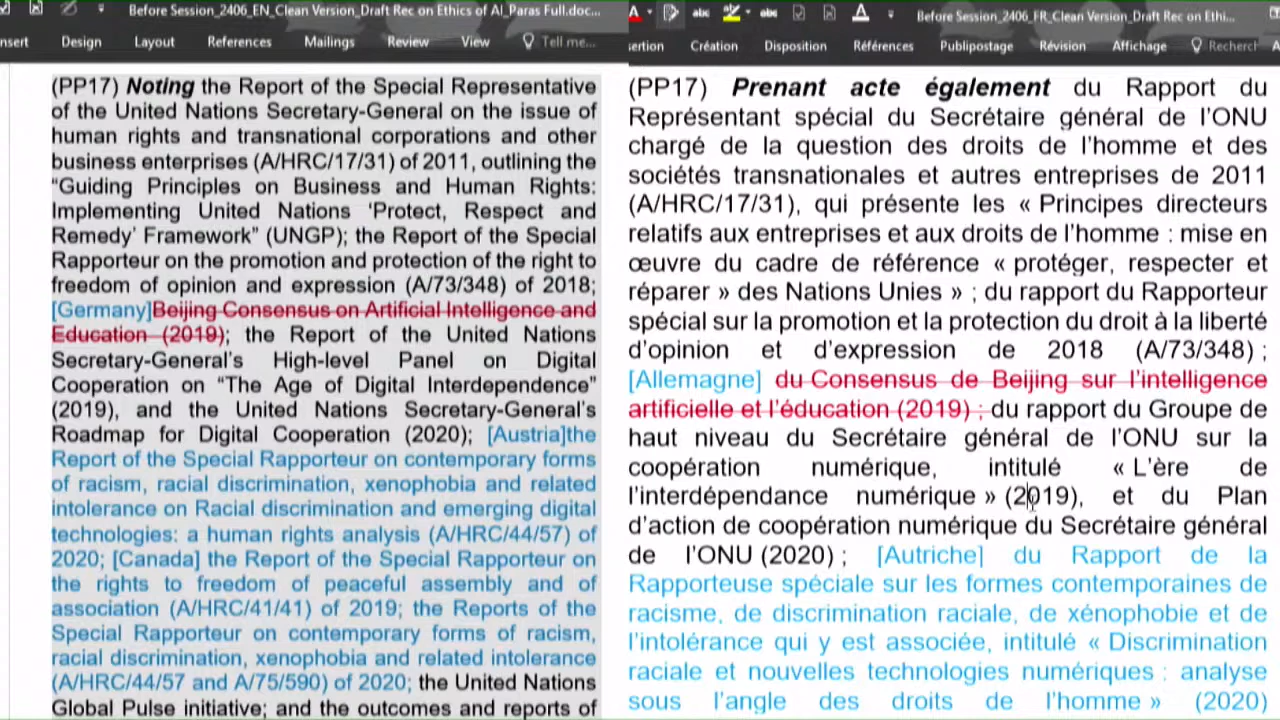 Before Session_2406_EN_Clean Version_Draft Rec on Ethics of AI_Paras Full.doc...
nsert Design Layout References Mailings Review View Tell me...
(PP17) Noting the Report of the Special Representative
of the United Nations Secretary-General on the issue of
human rights and transnational corporations and other
business enterprises (A/HRC/17/31) of 2011, outlining the
“Guiding Principles on Business and Human Rights:
Implementing United Nations ‘Protect, Respect and
Remedy’ Framework” (UNGP); the Report of the Special
Rapporteur on the promotion and protection of the right to
freedom of opinion and expression (A/73/348) of 2018;
[Germany]Beijing Consensus on Artificial Intelligence and
Education (2019); the Report of the United Nations
Secretary-General’s High-level Panel on Digital
Cooperation on “The Age of Digital Interdependence”
(2019), and the United Nations Secretary-General’s
Roadmap for Digital Cooperation (2020); [Austria]the
Report of the Special Rapporteur on contemporary forms
of racism, racial discrimination, xenophobia and related
intolerance on Racial discrimination and emerging digital
technologies: a human rights analysis (A/HRC/44/57) of
2020; [Canada] the Report of the Special Rapporteur on
the rights to freedom of peaceful assembly and of
association (A/HRC/41/41) of 2019; the Reports of the
Special Rapporteur on contemporary forms of racism,
racial discrimination, xenophobia and related intolerance
(A/HRC/44/57 and A/75/590) of 2020; the United Nations
Global Pulse initiative; and the outcomes and reports of
Before Session_2406_FR_Clean Version_Draft Rec on Ethi...
sertion Création Disposition Références Publipostage Révision Affichage Recherc
(PP17) Prenant acte également du Rapport du
Représentant spécial du Secrétaire général de l’ONU
chargé de la question des droits de l’homme et des
sociétés transnationales et autres entreprises de 2011
(A/HRC/17/31), qui présente les « Principes directeurs
relatifs aux entreprises et aux droits de l’homme : mise en
œuvre du cadre de référence « protéger, respecter et
réparer » des Nations Unies » ; du rapport du Rapporteur
spécial sur la promotion et la protection du droit à la liberté
d’opinion et d’expression de 2018 (A/73/348) ;
[Allemagne] du Consensus de Beijing sur l’intelligence
artificielle et l’éducation (2019) ; du rapport du Groupe de
haut niveau du Secrétaire général de l’ONU sur la
coopération numérique, intitulé « L’ère de
l’interdépendance numérique » (2019), et du Plan
d’action de coopération numérique du Secrétaire général
de l’ONU (2020) ; [Autriche] du Rapport de la
Rapporteuse spéciale sur les formes contemporaines de
racisme, de discrimination raciale, de xénophobie et de
l’intolérance qui y est associée, intitulé « Discrimination
raciale et nouvelles technologies numériques : analyse
sous l’angle des droits de l’homme » (2020)